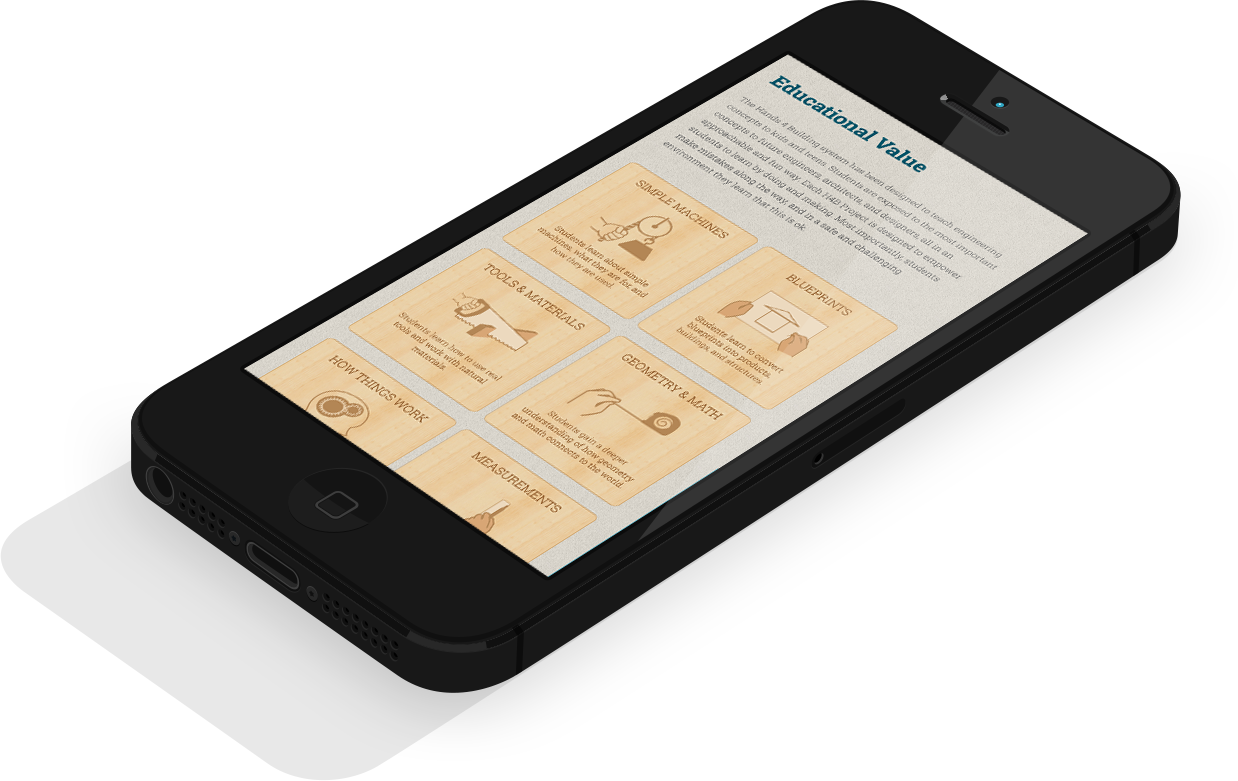 Educational Value
The Hands 4 Building system has been designed to teach engineering
concepts to kids and teens. Students are exposed to the most important
concepts to future engineers, architects, and designers, all in an
approachable and fun way. Each H4B Project is designed to empower
students to learn by doing and making. Most importantly, students
make mistakes along the way, and in a safe and challenging
environment they learn that this is ok
SIMPLE MACHINES
Students learn about simple
machines, what they are for and
how they are used.
BLUEPRINTS
Students learn to convert
blueprints into products,
buildings, and structures.
TOOLS & MATERIALS
Students learn how to use real
tools and work with natural
materials.
GEOMETRY & MATH
Students gain a deeper
understanding of how geometry
and math connects to the world.
HOW THINGS WORK
MEASUREMENTS